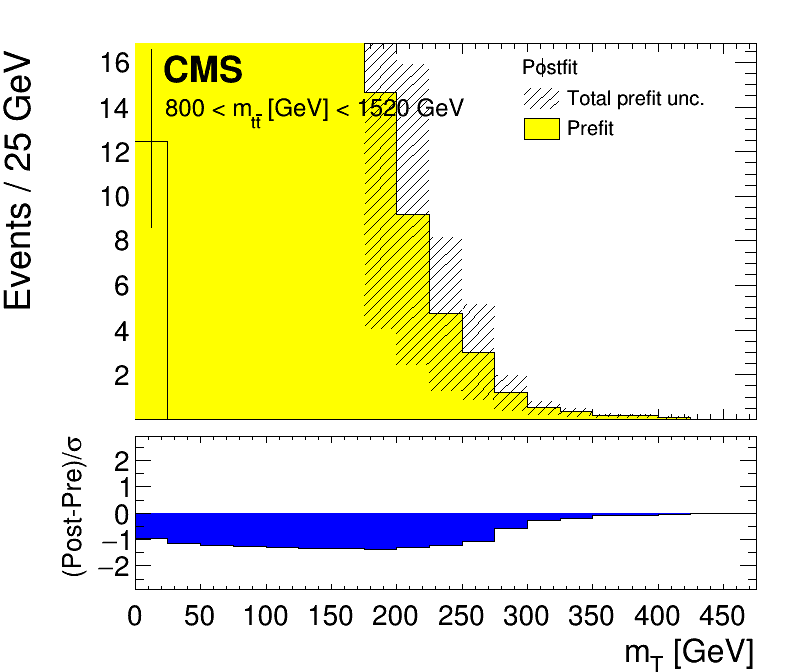 Events / 25 GeV
16
14
12
10
8
6
4
2
CMS
800 < m_tt̄ [GeV] < 1520 GeV
Postfit
Total prefit unc.
Prefit
(Post-Pre)/σ
2
1
0
−1
−2
0 50 100 150 200 250 300 350 400 450
m_T [GeV]